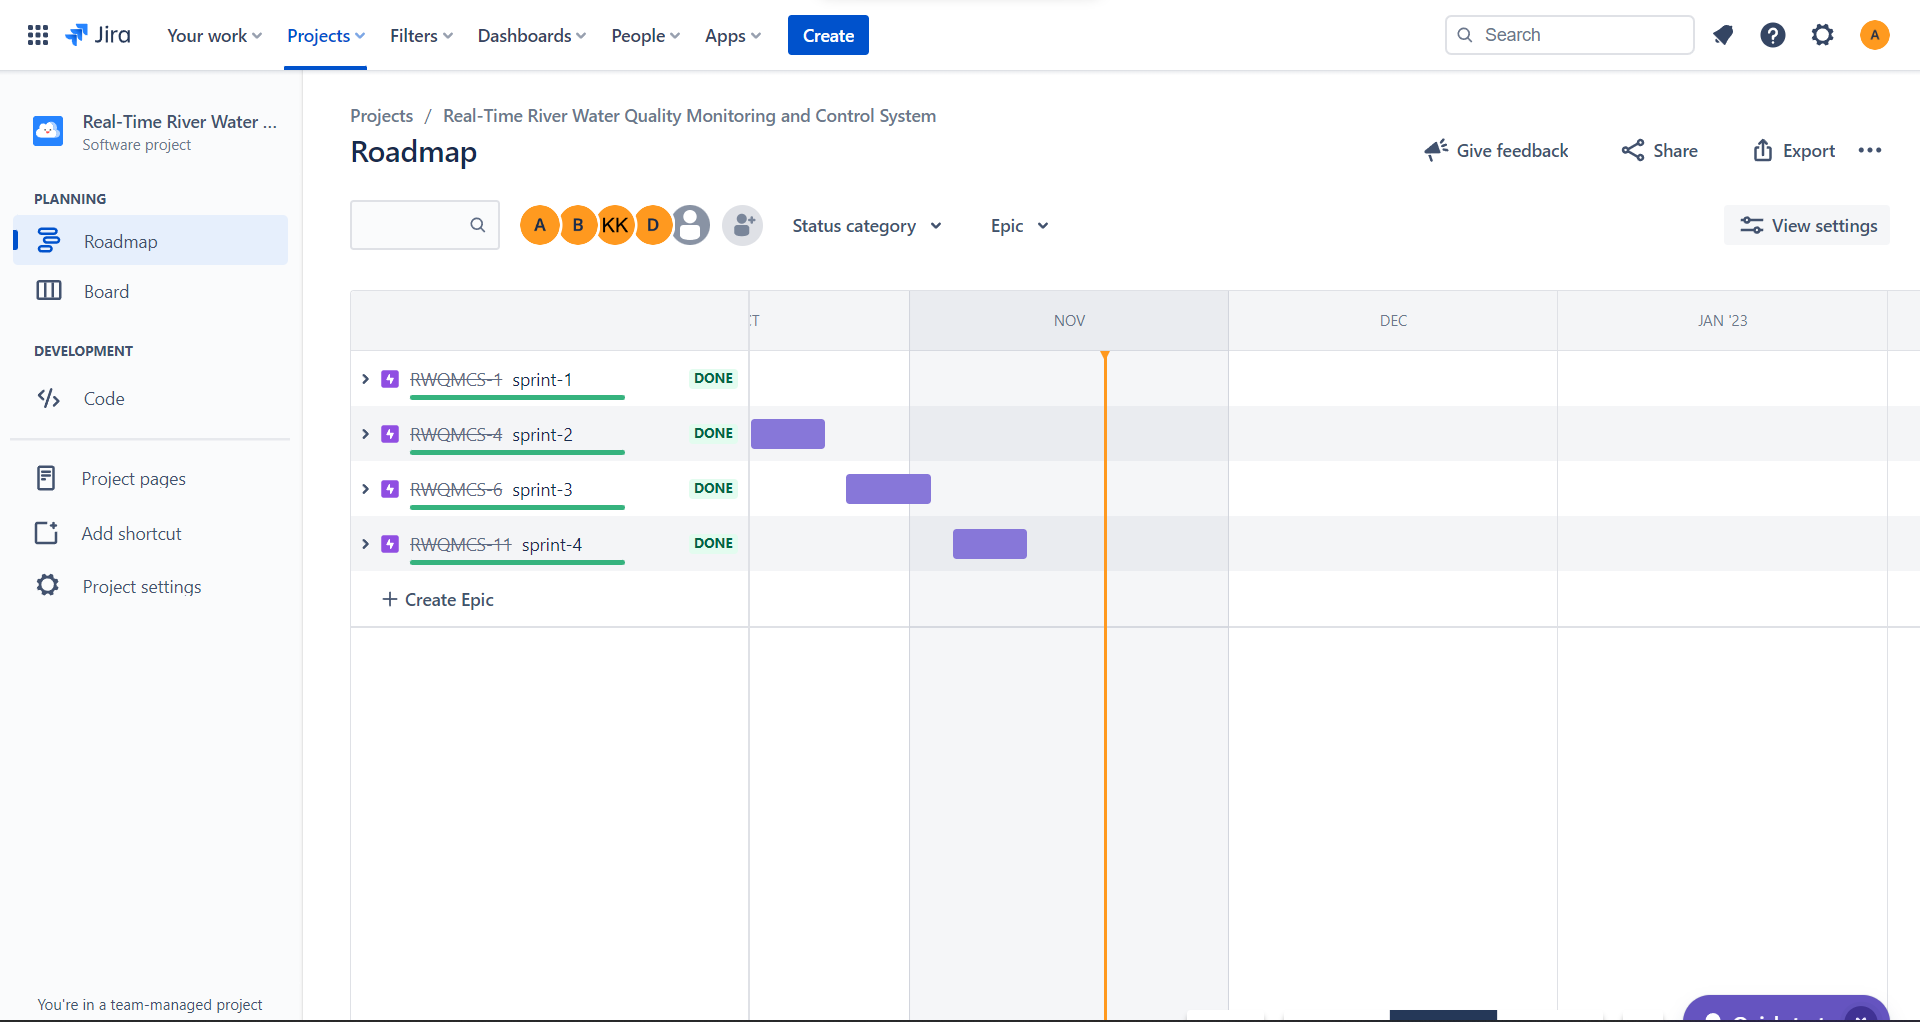 Jira Your work Projects Filters Dashboards People Apps Create Search A
Real-Time River Water ...
Software project
PLANNING
Roadmap
Board
DEVELOPMENT
Code
Project pages
Add shortcut
Project settings
You're in a team-managed project
Projects / Real-Time River Water Quality Monitoring and Control System
Roadmap
Give feedback Share Export
A B KK D Status category Epic View settings
NOV DEC JAN '23
RWQMCS-1 sprint-1 DONE
RWQMCS-4 sprint-2 DONE
RWQMCS-6 sprint-3 DONE
RWQMCS-11 sprint-4 DONE
+ Create Epic